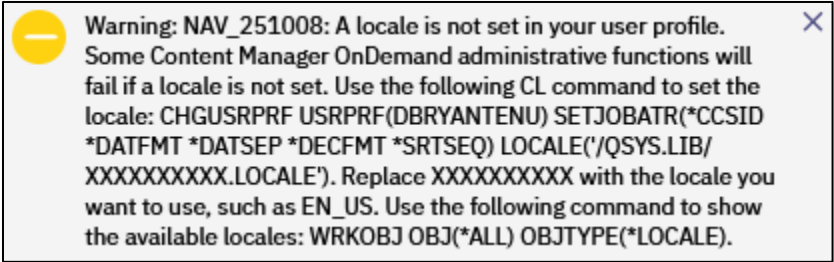 Warning: NAV_251008: A locale is not set in your user profile.
Some Content Manager OnDemand administrative functions will
fail if a locale is not set. Use the following CL command to set the
locale: CHGUSRPRF USRPRF(DBRYANTENU) SETJOBATR(*CCSID
*DATFMT *DATSEP *DECFMT *SRTSEQ) LOCALE('/QSYS.LIB/
XXXXXXXXXX.LOCALE'). Replace XXXXXXXXXX with the locale you
want to use, such as EN_US. Use the following command to show
the available locales: WRKOBJ OBJ(*ALL) OBJTYPE(*LOCALE).